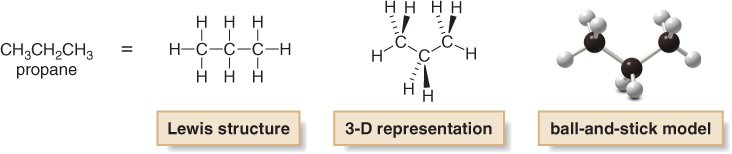 CH₃CH₂CH₃ =
propane
H H H
H–C–C–C–H
H H H
H H H H
H C C H
C
H H
Lewis structure
3-D representation
ball-and-stick model